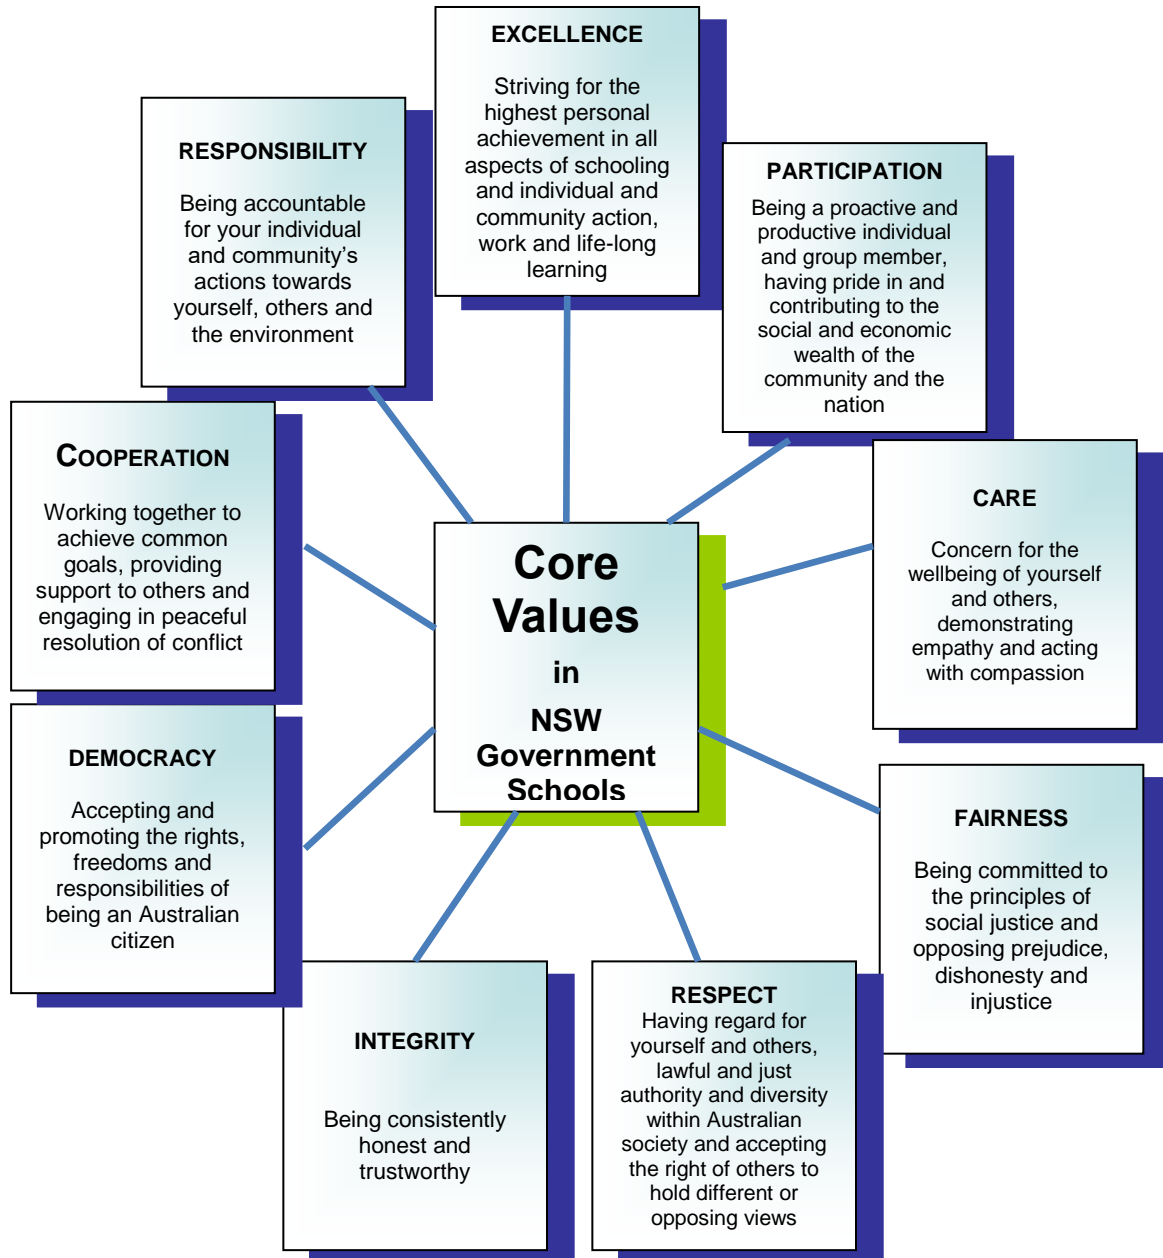 EXCELLENCE
Striving for the
highest personal
achievement in all
aspects of schooling
and individual and
community action,
work and life-long
learning
RESPONSIBILITY
Being accountable
for your individual
and community’s
actions towards
yourself, others and
the environment
PARTICIPATION
Being a proactive and
productive individual
and group member,
having pride in and
contributing to the
social and economic
wealth of the
community and the
nation
COOPERATION
Working together to
achieve common
goals, providing
support to others and
engaging in peaceful
resolution of conflict
Core
Values
in
NSW
Government
Schools
CARE
Concern for the
wellbeing of yourself
and others,
demonstrating
empathy and acting
with compassion
DEMOCRACY
Accepting and
promoting the rights,
freedoms and
responsibilities of
being an Australian
citizen
FAIRNESS
Being committed to
the principles of
social justice and
opposing prejudice,
dishonesty and
injustice
INTEGRITY
Being consistently
honest and
trustworthy
RESPECT
Having regard for
yourself and others,
lawful and just
authority and diversity
within Australian
society and accepting
the right of others to
hold different or
opposing views